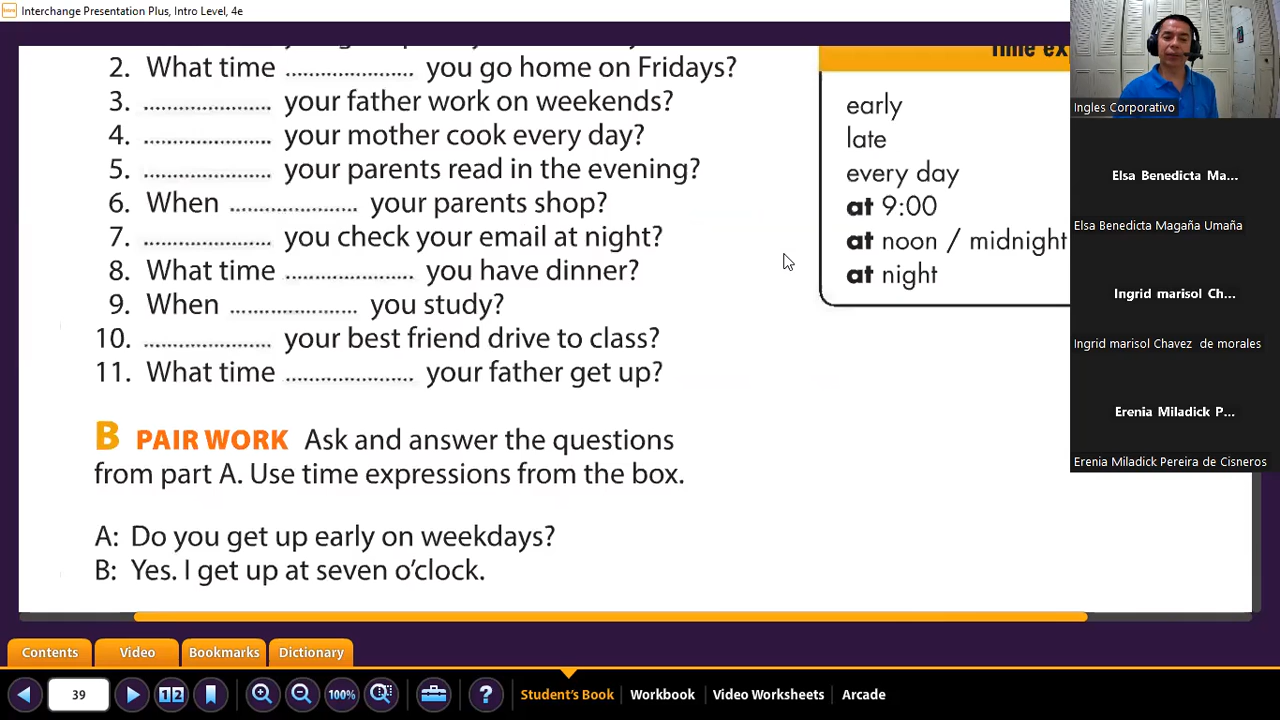 Interchange Presentation Plus, Intro Level, 4e
2. What time .................... you go home on Fridays?
3. .................... your father work on weekends?
4. .................... your mother cook every day?
5. .................... your parents read in the evening?
6. When .................... your parents shop?
7. .................... you check your email at night?
8. What time .................... you have dinner?
9. When .................... you study?
10. .................... your best friend drive to class?
11. What time .................... your father get up?
B PAIR WORK Ask and answer the questions
from part A. Use time expressions from the box.
A: Do you get up early on weekdays?
B: Yes. I get up at seven o'clock.
early
late
every day
at 9:00
at noon / midnight
at night
Ingles Corporativo
Elsa Benedicta Ma...
Elsa Benedicta Magaña Umaña
Ingrid marisol Ch...
Ingrid marisol Chavez de morales
Erenia Miladick P...
Erenia Miladick Pereira de Cisneros
Contents Video Bookmarks Dictionary
39 1 2 100% ? Student's Book Workbook Video Worksheets Arcade